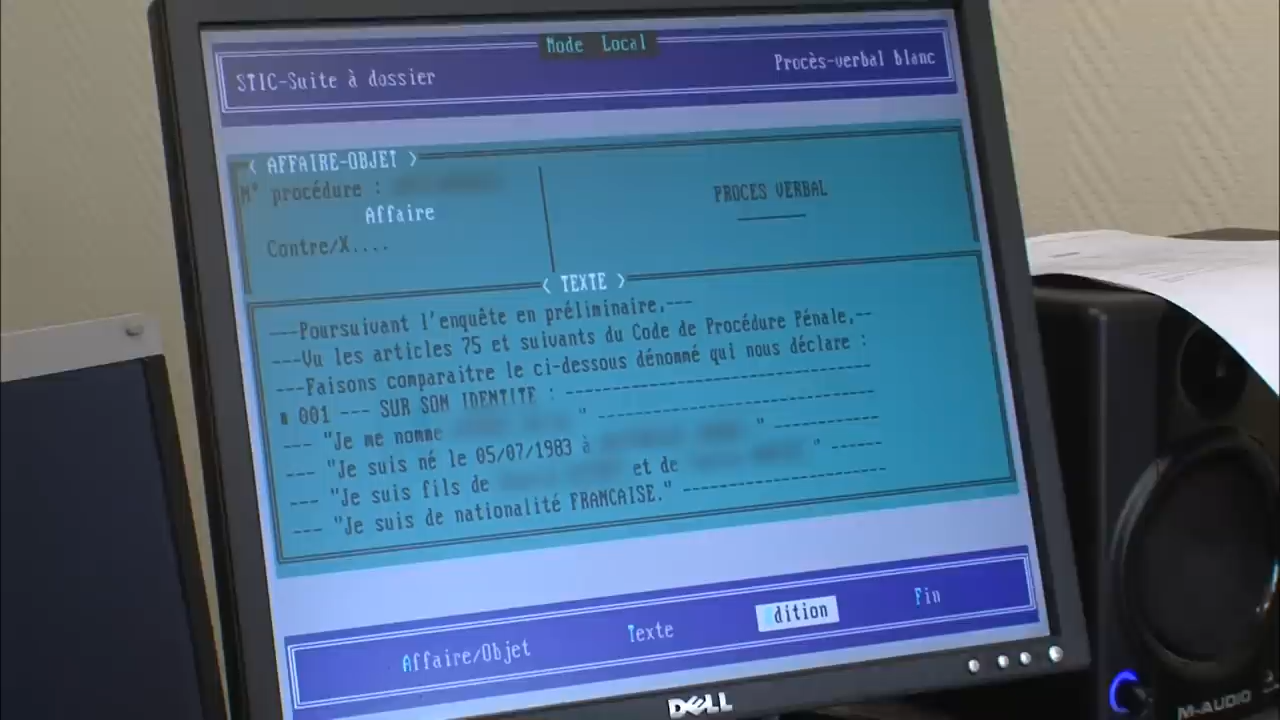 Mode Local
STIC-Suite à dossier
Procès-verbal blanc
< AFFAIRE-OBJET >
N° procédure :
Affaire
Contre/X....
PROCES VERBAL
< TEXTE >
---Poursuivant l'enquête en préliminaire,---
---Vu les articles 75 et suivants du Code de Procédure Pénale,--
---Faisons comparaitre le ci-dessous dénommé qui nous déclare :
001 --- SUR SON IDENTITE : ---
--- "Je me nomme " ---
--- "Je suis né le 05/07/1983 à " ---
--- "Je suis fils de et de " ---
--- "Je suis de nationalité FRANCAISE." ---
Affaire/Objet
Texte
Edition
Fin
DELL
M-AUDIO